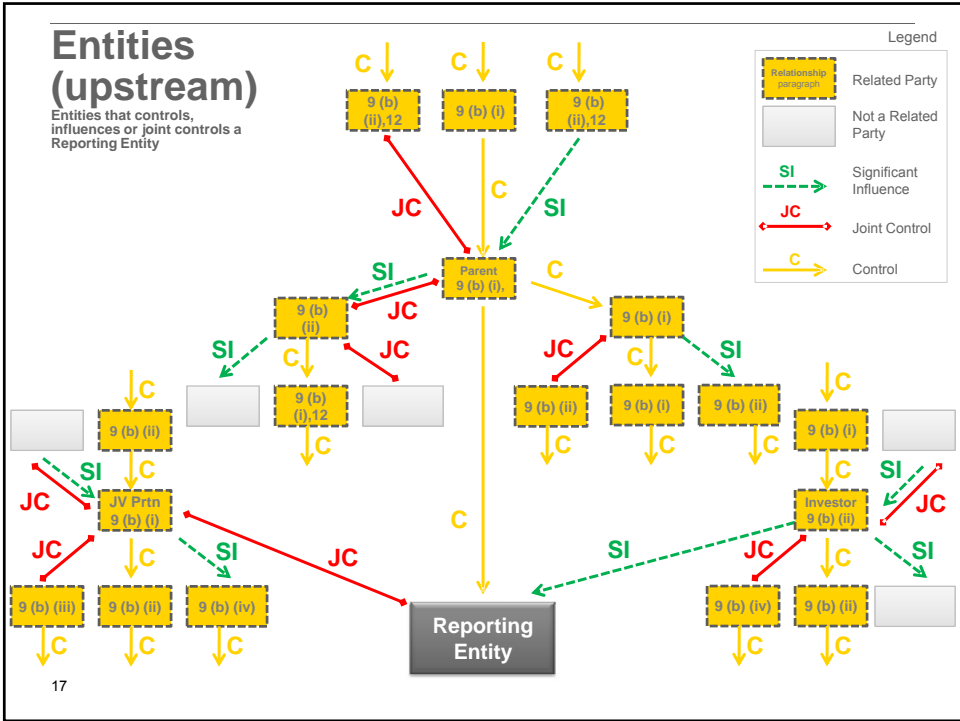 Entities
(upstream)
Entities that controls,
influences or joint controls a
Reporting Entity
Legend
Relationship
paragraph
Related Party
Not a Related
Party
SI
Significant
Influence
JC
Joint Control
C
Control
C
C
C
9 (b)
(ii),12
9 (b) (i)
9 (b)
(ii),12
JC
C
SI
Parent
9 (b) (i),
SI
JC
C
9 (b)
(ii)
9 (b) (i)
SI
C
JC
JC
C
SI
9 (b)
(i),12
9 (b) (ii)
9 (b) (i)
9 (b) (ii)
C
C
C
C
C
C
9 (b) (ii)
9 (b) (i)
SI
C
JC
C
SI
JC
JV Prtn
9 (b) (i)
Investor
9 (b) (ii)
C
JC
C
SI
SI
JC
C
SI
JC
9 (b) (iii)
9 (b) (ii)
9 (b) (iv)
9 (b) (iv)
9 (b) (ii)
Reporting
Entity
C
C
C
C
C
17